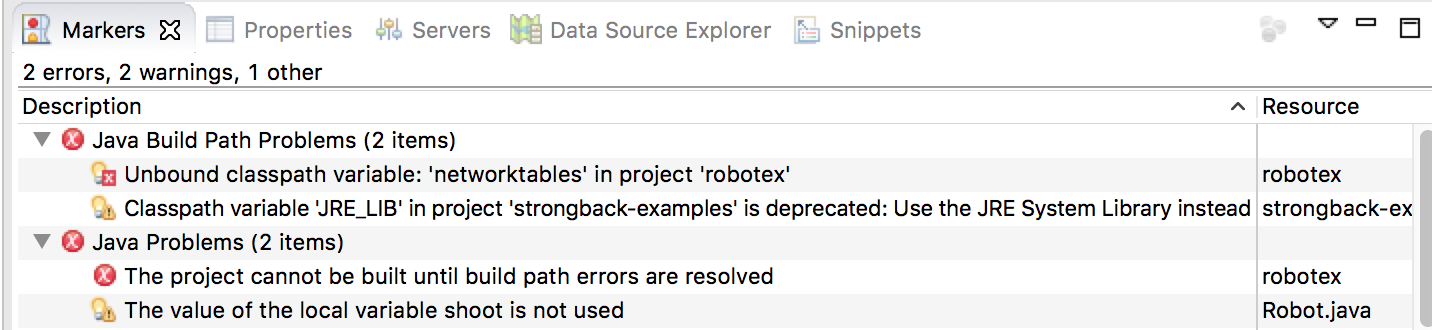 Markers Properties Servers Data Source Explorer Snippets
2 errors, 2 warnings, 1 other
Description Resource
Java Build Path Problems (2 items)
Unbound classpath variable: 'networktables' in project 'robotex' robotex
Classpath variable 'JRE_LIB' in project 'strongback-examples' is deprecated: Use the JRE System Library instead strongback-ex
Java Problems (2 items)
The project cannot be built until build path errors are resolved robotex
The value of the local variable shoot is not used Robot.java